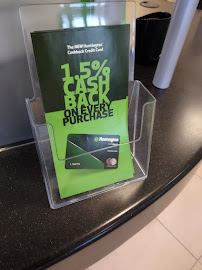 The NEW Huntington
Cashback Credit Card
1.5%
CASH
BACK
ON EVERY
PURCHASE
Huntington